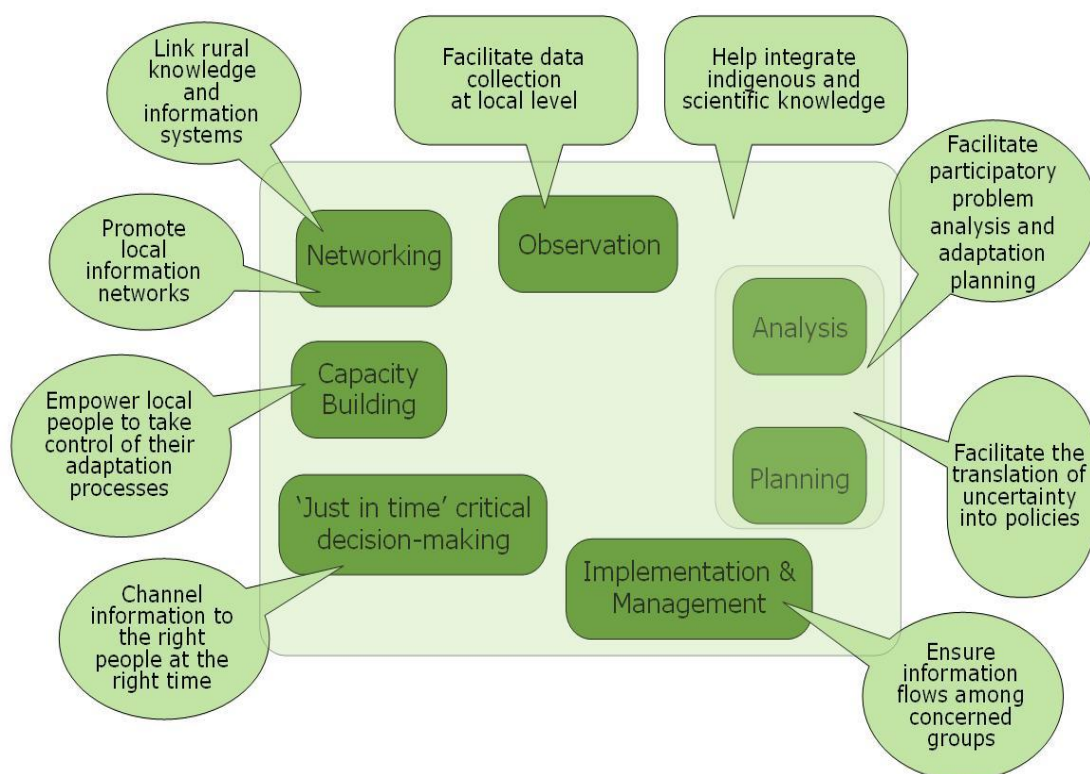 Link rural
knowledge
and
information
systems
Facilitate data
collection
at local level
Help integrate
indigenous and
scientific knowledge
Facilitate
participatory
problem
analysis and
adaptation
planning
Promote
local
information
networks
Networking
Observation
Analysis
Capacity
Building
Empower local
people to take
control of their
adaptation
processes
Planning
Facilitate the
translation of
uncertainty
into policies
‘Just in time’ critical
decision-making
Implementation &
Management
Channel
information to
the right
people at the
right time
Ensure
information
flows among
concerned
groups